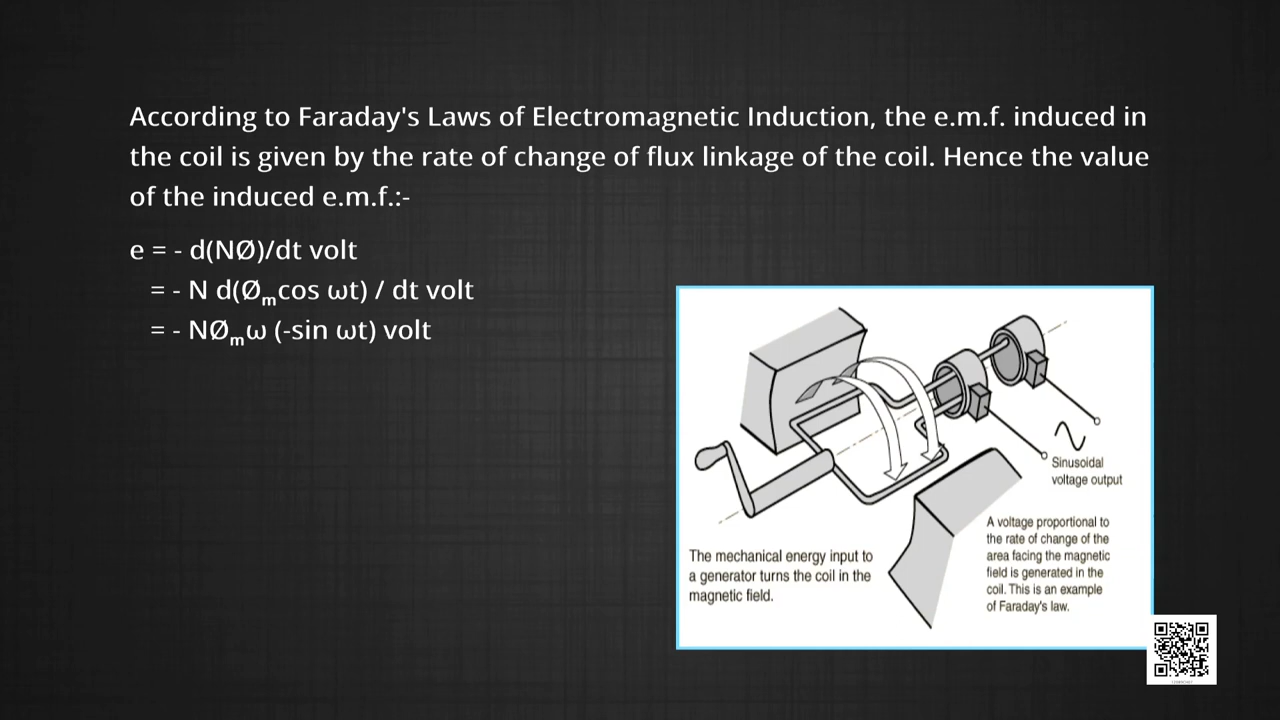 According to Faraday's Laws of Electromagnetic Induction, the e.m.f. induced in
the coil is given by the rate of change of flux linkage of the coil. Hence the value
of the induced e.m.f.:-
e = - d(NØ)/dt volt
= - N d(Øₘcos ωt) / dt volt
= - NØₘω (-sin ωt) volt
Sinusoidal
voltage output
The mechanical energy input to
a generator turns the coil in the
magnetic field.
A voltage proportional to
the rate of change of the
area facing the magnetic
field is generated in the
coil. This is an example
of Faraday's law.